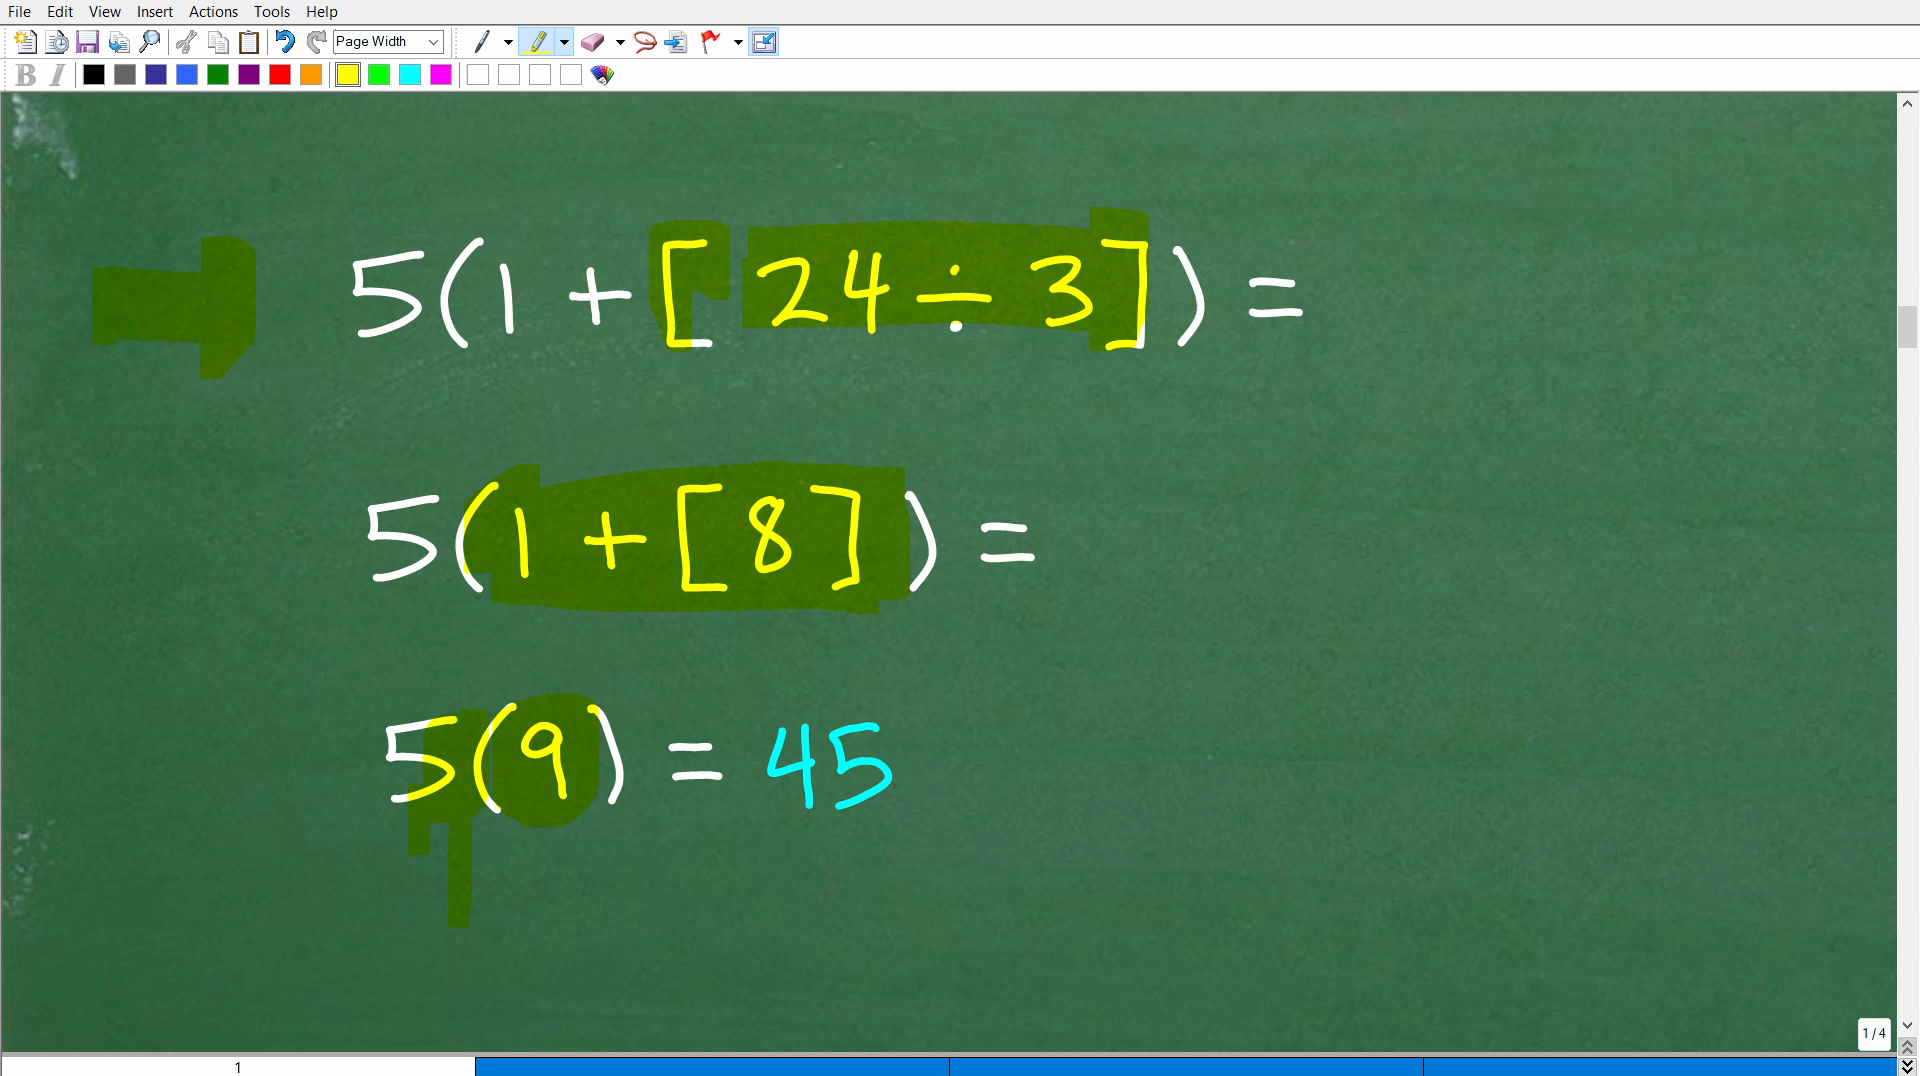 File Edit View Insert Actions Tools Help
Page Width
B I
5(1 + [24 ÷ 3]) =
5(1 + [8]) =
5(9) = 45
1 / 4
1